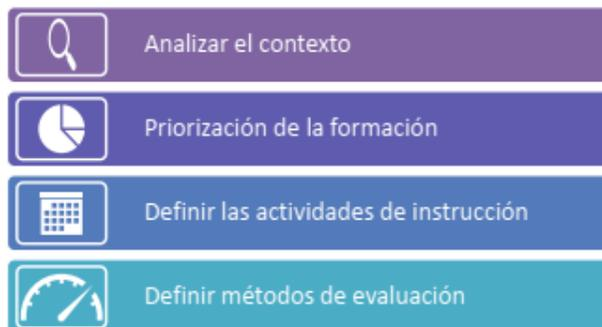 Analizar el contexto
Priorización de la formación
Definir las actividades de instrucción
Definir métodos de evaluación